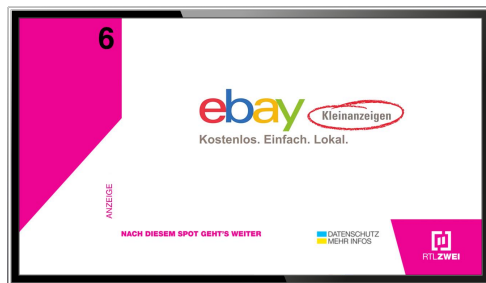 6
ebay Kleinanzeigen
Kostenlos. Einfach. Lokal.
ANZEIGE
NACH DIESEM SPOT GEHT'S WEITER
DATENSCHUTZ
MEHR INFOS
RTLZWEI